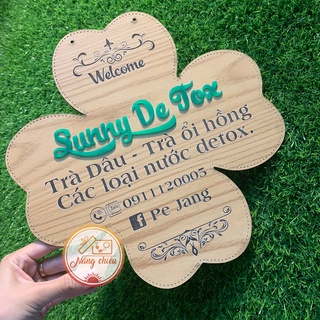 Welcome
Sunny De Tox
Trà Dâu - Trà ổi hồng
Các loại nước detox.
0911120005
Pe Jang
Nắng chiều